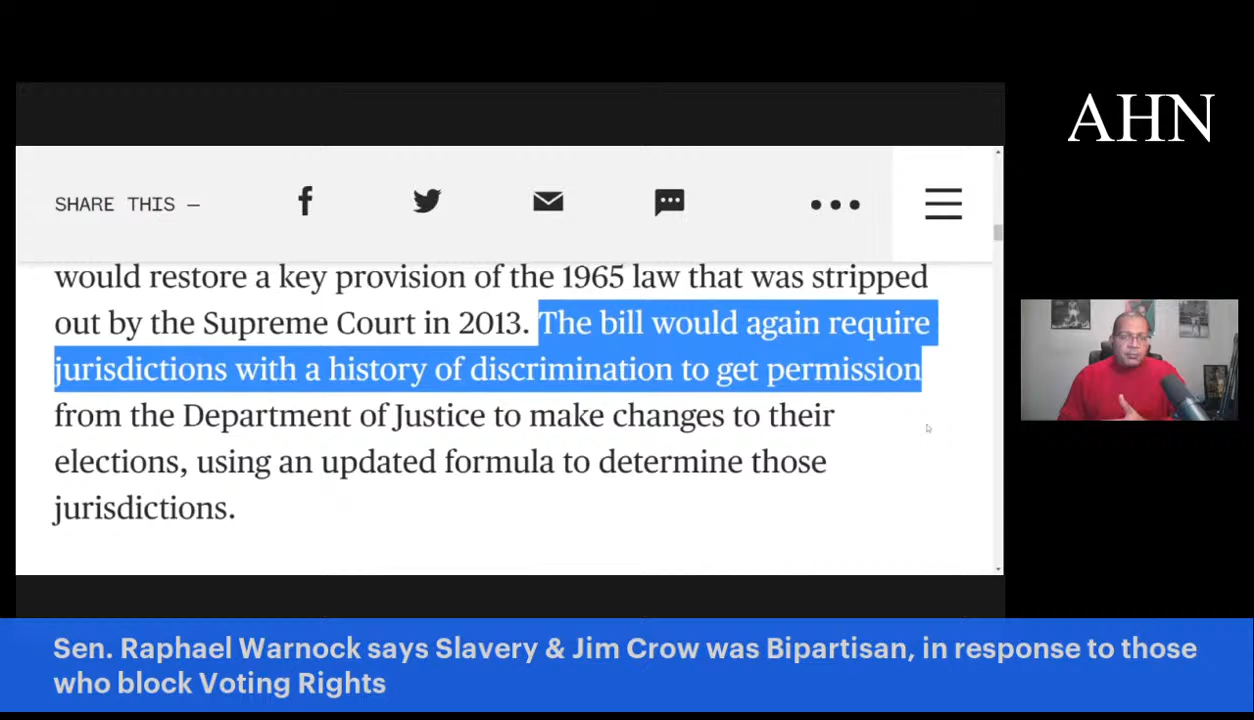 AHN
SHARE THIS —
would restore a key provision of the 1965 law that was stripped
out by the Supreme Court in 2013. The bill would again require
jurisdictions with a history of discrimination to get permission
from the Department of Justice to make changes to their
elections, using an updated formula to determine those
jurisdictions.
Sen. Raphael Warnock says Slavery & Jim Crow was Bipartisan, in response to those
who block Voting Rights